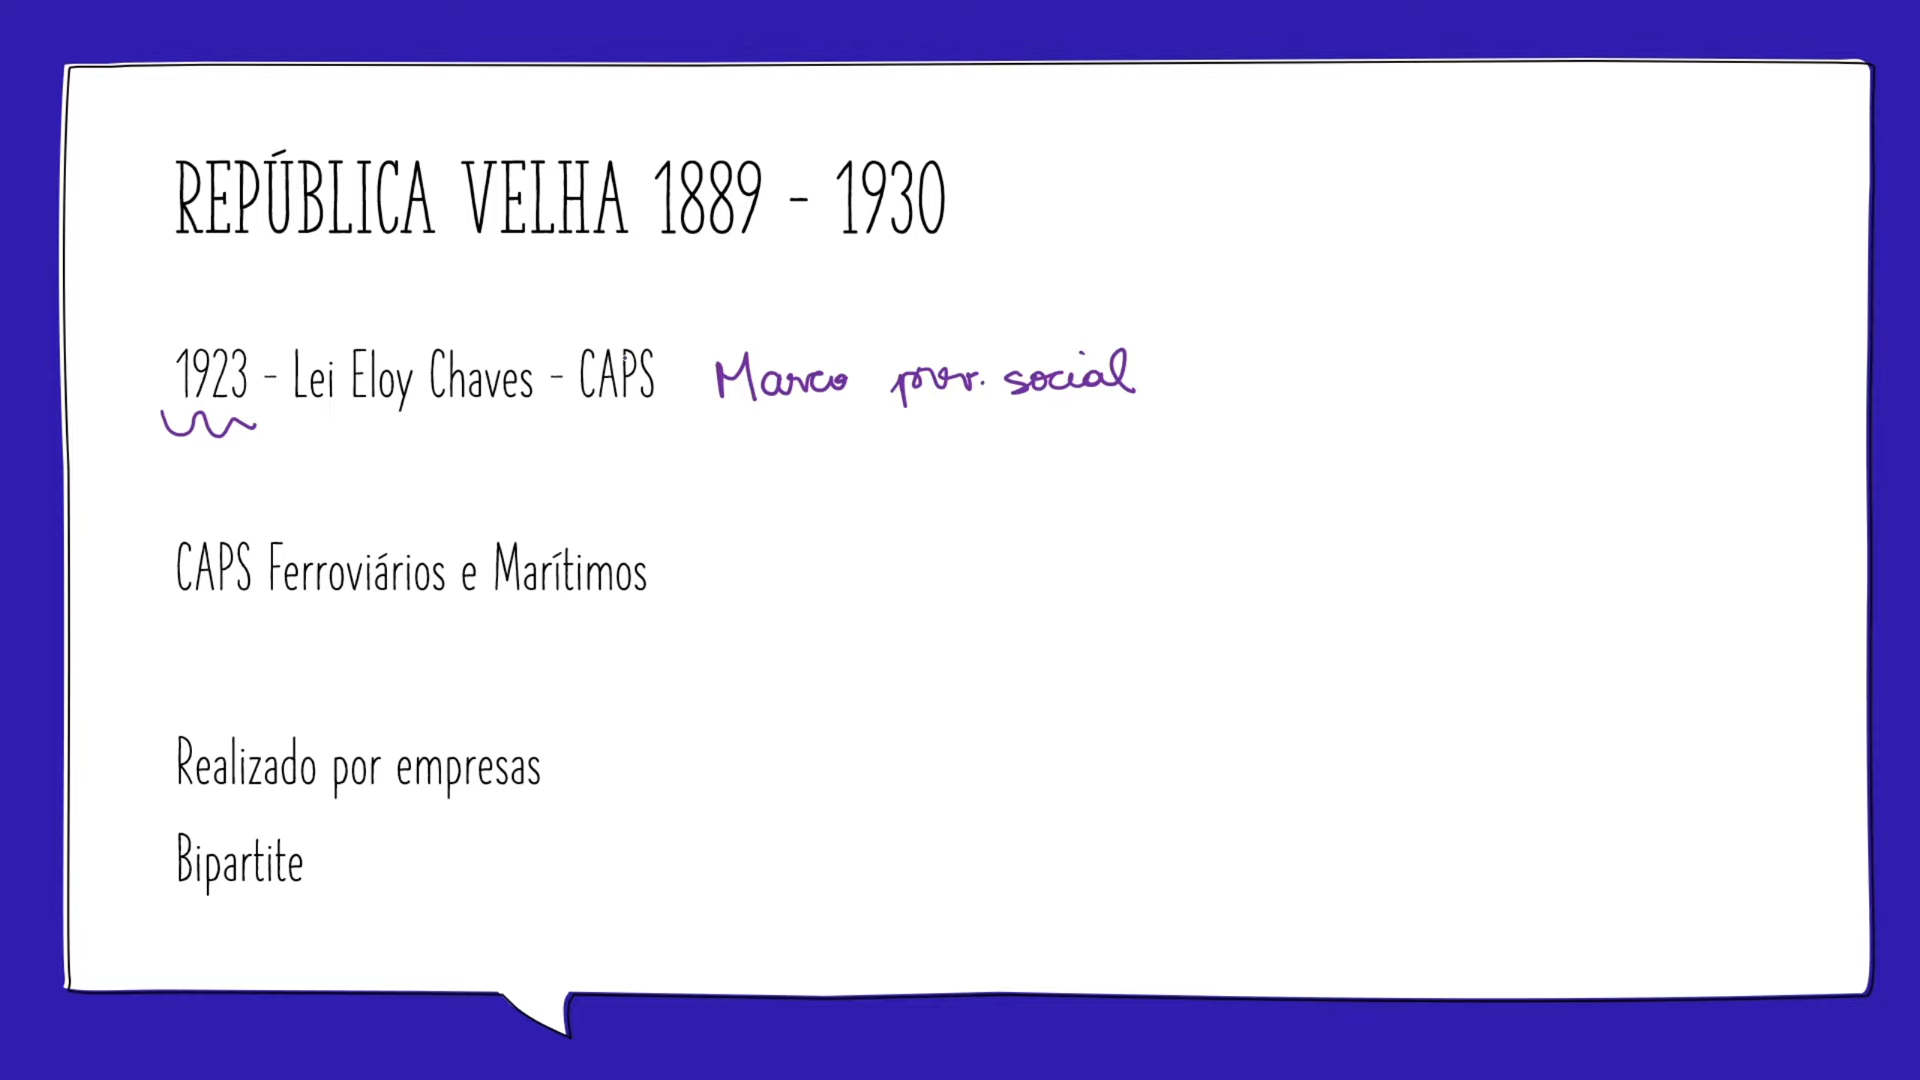 REPÚBLICA VELHA 1889 - 1930
1923 - Lei Eloy Chaves - CAPS Marco prev. social
CAPS Ferroviários e Marítimos
Realizado por empresas
Bipartite